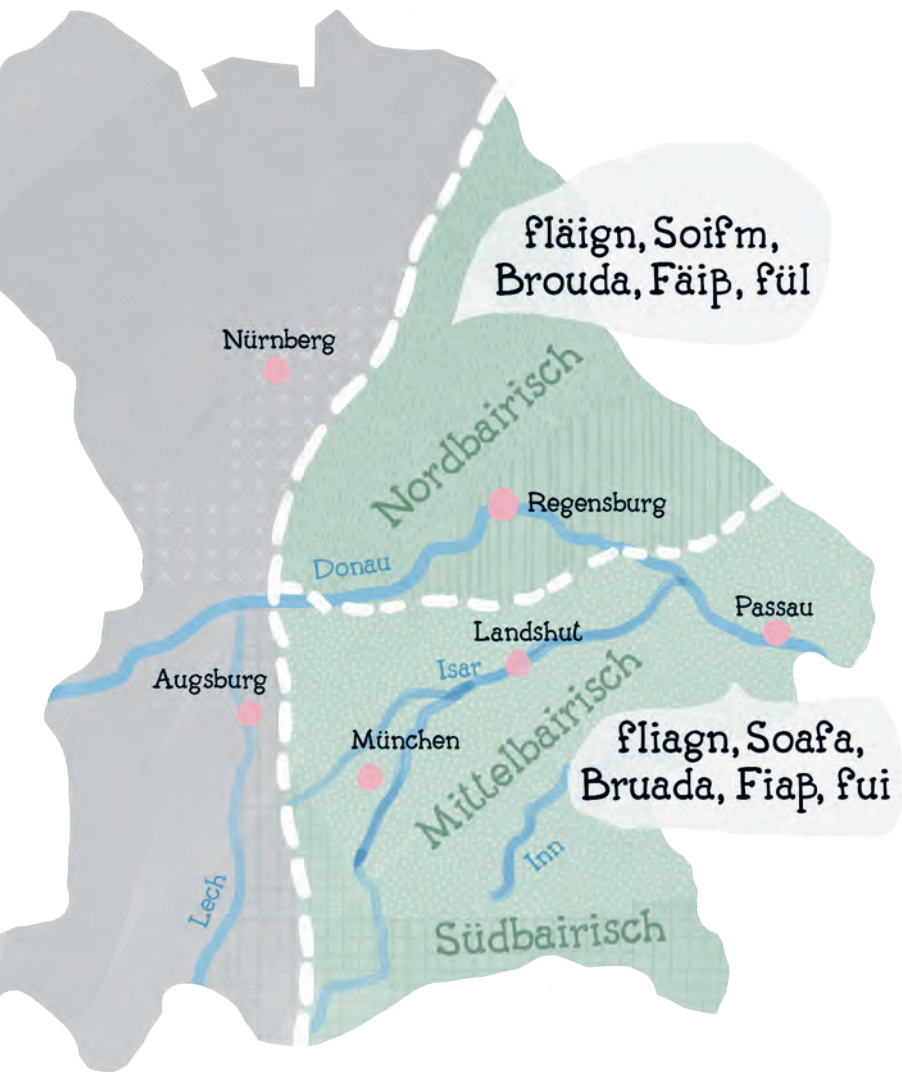 fläign, Soifm,
Brouda, Fäiß, fül
Nürnberg
Nordbairisch
Regensburg
Donau
Passau
Landshut
Isar
Augsburg
München
Mittelbairisch
fliagn, Soafa,
Bruada, Fiaß, fui
Inn
Lech
Südbairisch